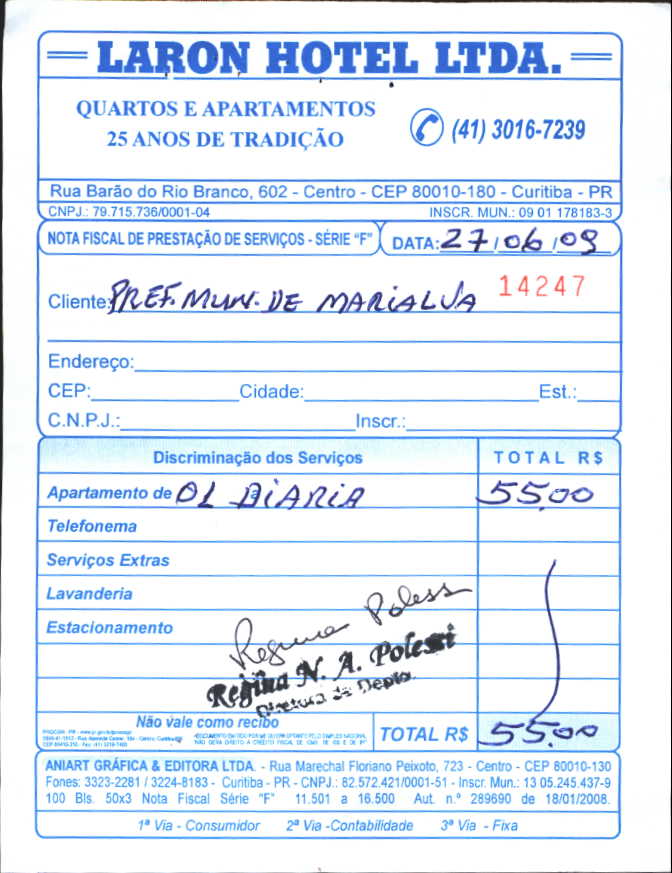 LARON HOTEL LTDA.
QUARTOS E APARTAMENTOS
25 ANOS DE TRADIÇÃO
(41) 3016-7239
Rua Barão do Rio Branco, 602 - Centro - CEP 80010-180 - Curitiba - PR
CNPJ.: 79.715.736/0001-04 INSCR. MUN.: 09 01 178183-3
NOTA FISCAL DE PRESTAÇÃO DE SERVIÇOS - SÉRIE "F" DATA: 27/06/09
14247
Cliente: PREF. MUN. DE MARIALVA
Endereço:
CEP: Cidade: Est.:
C.N.P.J.: Inscr.:
Discriminação dos Serviços TOTAL R$
Apartamento de 01 DIARIA 55,00
Telefonema
Serviços Extras
Lavanderia
Estacionamento
Regina Polessi
Regina N. A. Polessi
Diretora de Depto.
Não vale como recibo
TOTAL R$ 55,00
ANIART GRÁFICA & EDITORA LTDA. - Rua Marechal Floriano Peixoto, 723 - Centro - CEP 80010-130
Fones: 3323-2281 / 3224-8183 - Curitiba - PR - CNPJ.: 82.572.421/0001-51 - Inscr. Mun.: 13 05.245.437-9
100 Bls. 50x3 Nota Fiscal Série "F" 11.501 a 16.500 Aut. n.º 289690 de 18/01/2008.
1ª Via - Consumidor 2ª Via -Contabilidade 3ª Via - Fixa